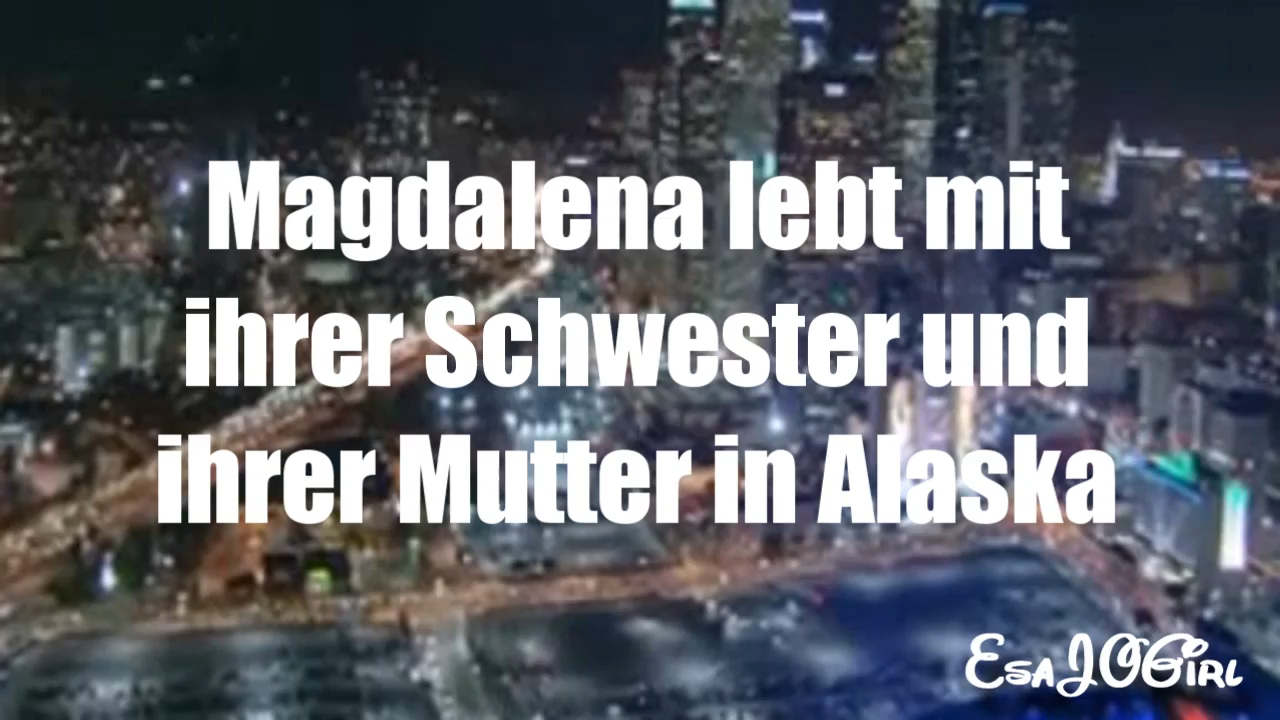 Magdalena lebt mit
ihrer Schwester und
ihrer Mutter in Alaska
EsaJOGirl